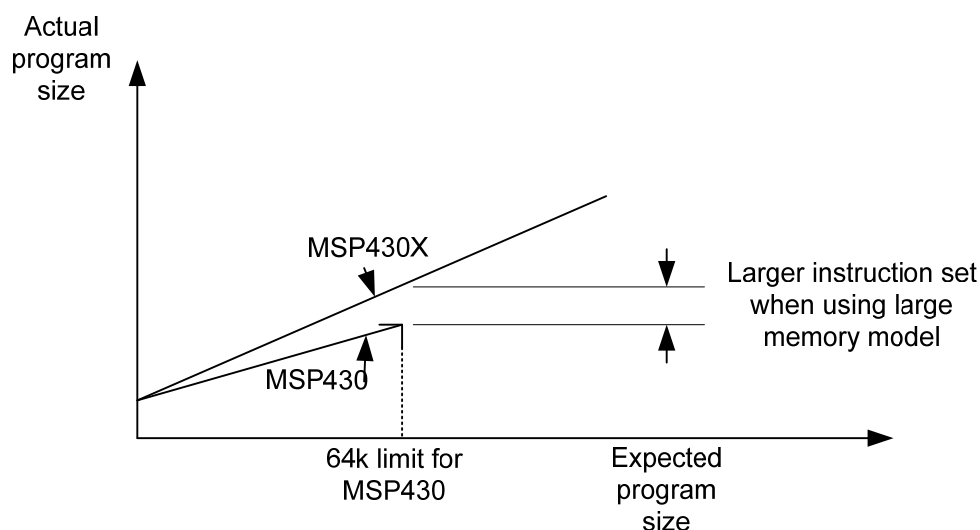 Actual
program
size
MSP430X
Larger instruction set
when using large
memory model
MSP430
64k limit for
MSP430
Expected
program
size